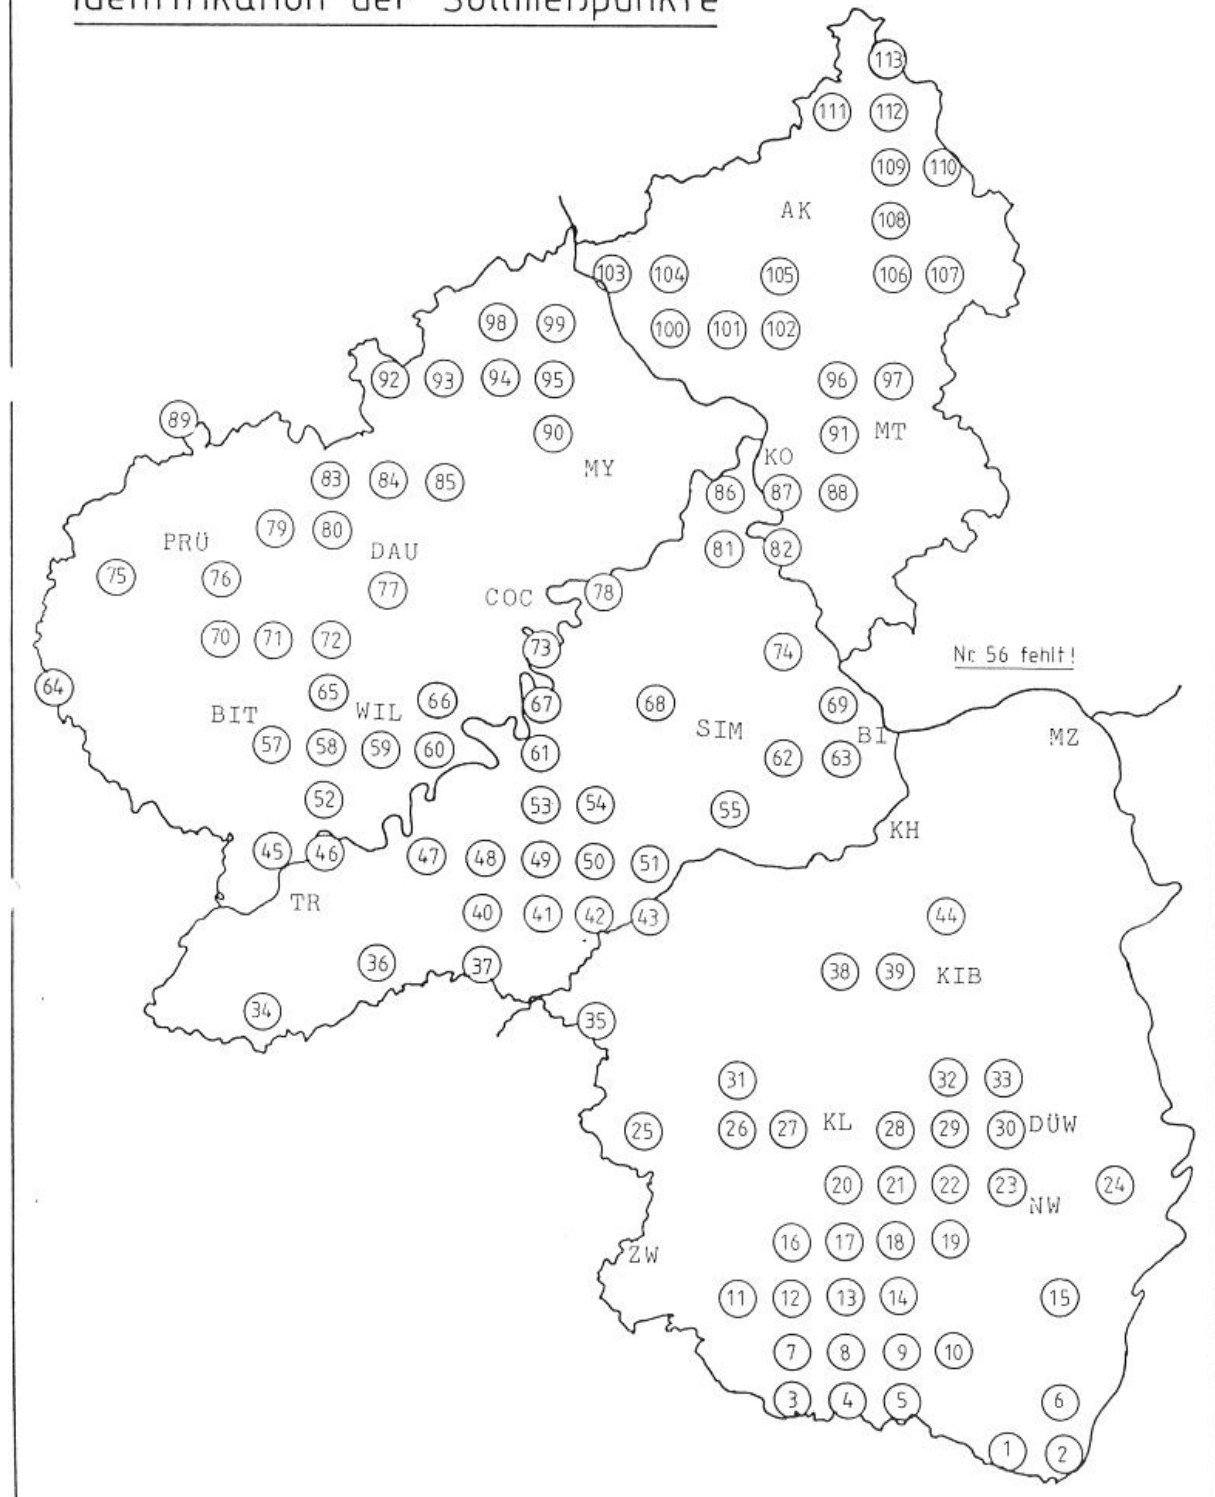 Identifikation der Sollmeßpunkte
113
111 112
109 110
AK
108
103 104 105 106 107
98 99 100 101 102
92 93 94 95 96 97
89
90 91 MT
KO
MY
83 84 85 86 87 88
79 80
PRÜ DAU 81 82
75 76 77 78
COC
70 71 72 73 74
Nr. 56 fehlt!
64 65 66 67 68 69
BIT WIL SIM BI MZ
57 58 59 60 61 62 63
52 53 54 55
KH
45 46 47 48 49 50 51
TR
40 41 42 43 44
36 37 38 39 KIB
34 35
31 32 33
25 26 27 KL 28 29 30 DÜW
20 21 22 23 24
NW
16 17 18 19
ZW
11 12 13 14 15
7 8 9 10
3 4 5 6
1 2